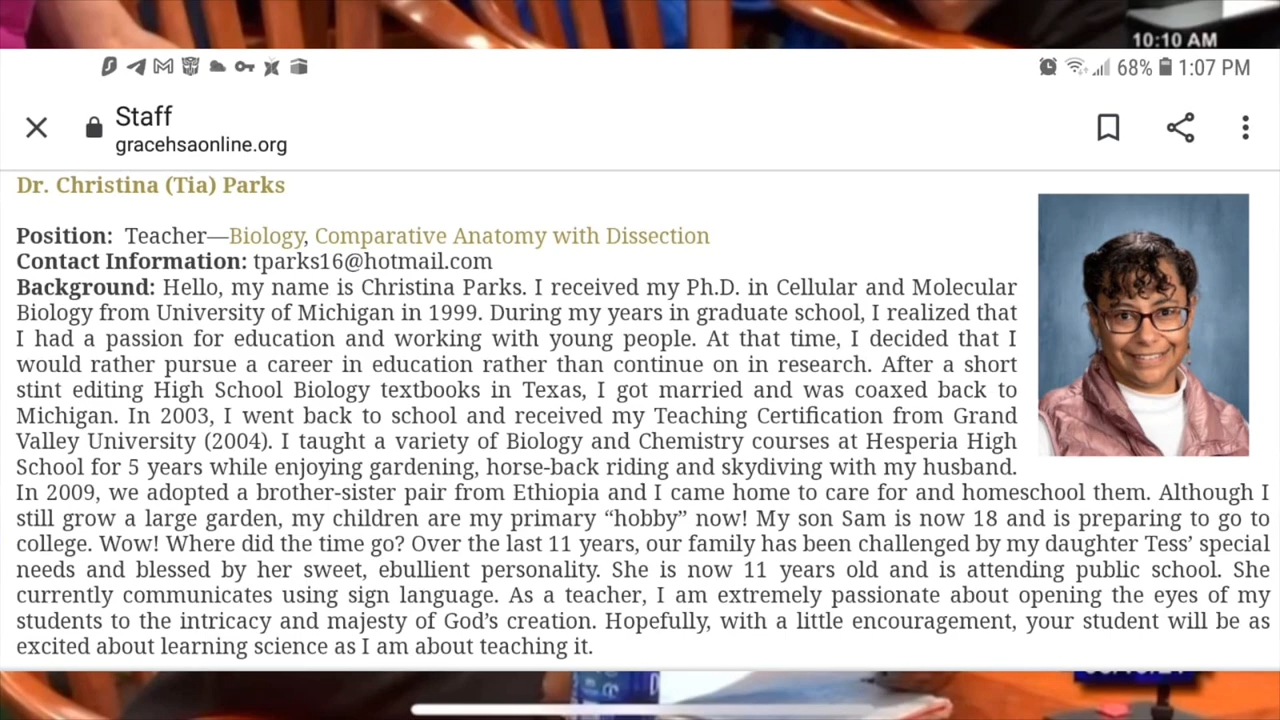 10:10 AM
68% 1:07 PM
Staff
gracehsaonline.org
Dr. Christina (Tia) Parks
Position: Teacher—Biology, Comparative Anatomy with Dissection
Contact Information: tparks16@hotmail.com
Background: Hello, my name is Christina Parks. I received my Ph.D. in Cellular and Molecular
Biology from University of Michigan in 1999. During my years in graduate school, I realized that
I had a passion for education and working with young people. At that time, I decided that I
would rather pursue a career in education rather than continue on in research. After a short
stint editing High School Biology textbooks in Texas, I got married and was coaxed back to
Michigan. In 2003, I went back to school and received my Teaching Certification from Grand
Valley University (2004). I taught a variety of Biology and Chemistry courses at Hesperia High
School for 5 years while enjoying gardening, horse-back riding and skydiving with my husband.
In 2009, we adopted a brother-sister pair from Ethiopia and I came home to care for and homeschool them. Although I
still grow a large garden, my children are my primary “hobby” now! My son Sam is now 18 and is preparing to go to
college. Wow! Where did the time go? Over the last 11 years, our family has been challenged by my daughter Tess’ special
needs and blessed by her sweet, ebullient personality. She is now 11 years old and is attending public school. She
currently communicates using sign language. As a teacher, I am extremely passionate about opening the eyes of my
students to the intricacy and majesty of God’s creation. Hopefully, with a little encouragement, your student will be as
excited about learning science as I am about teaching it.